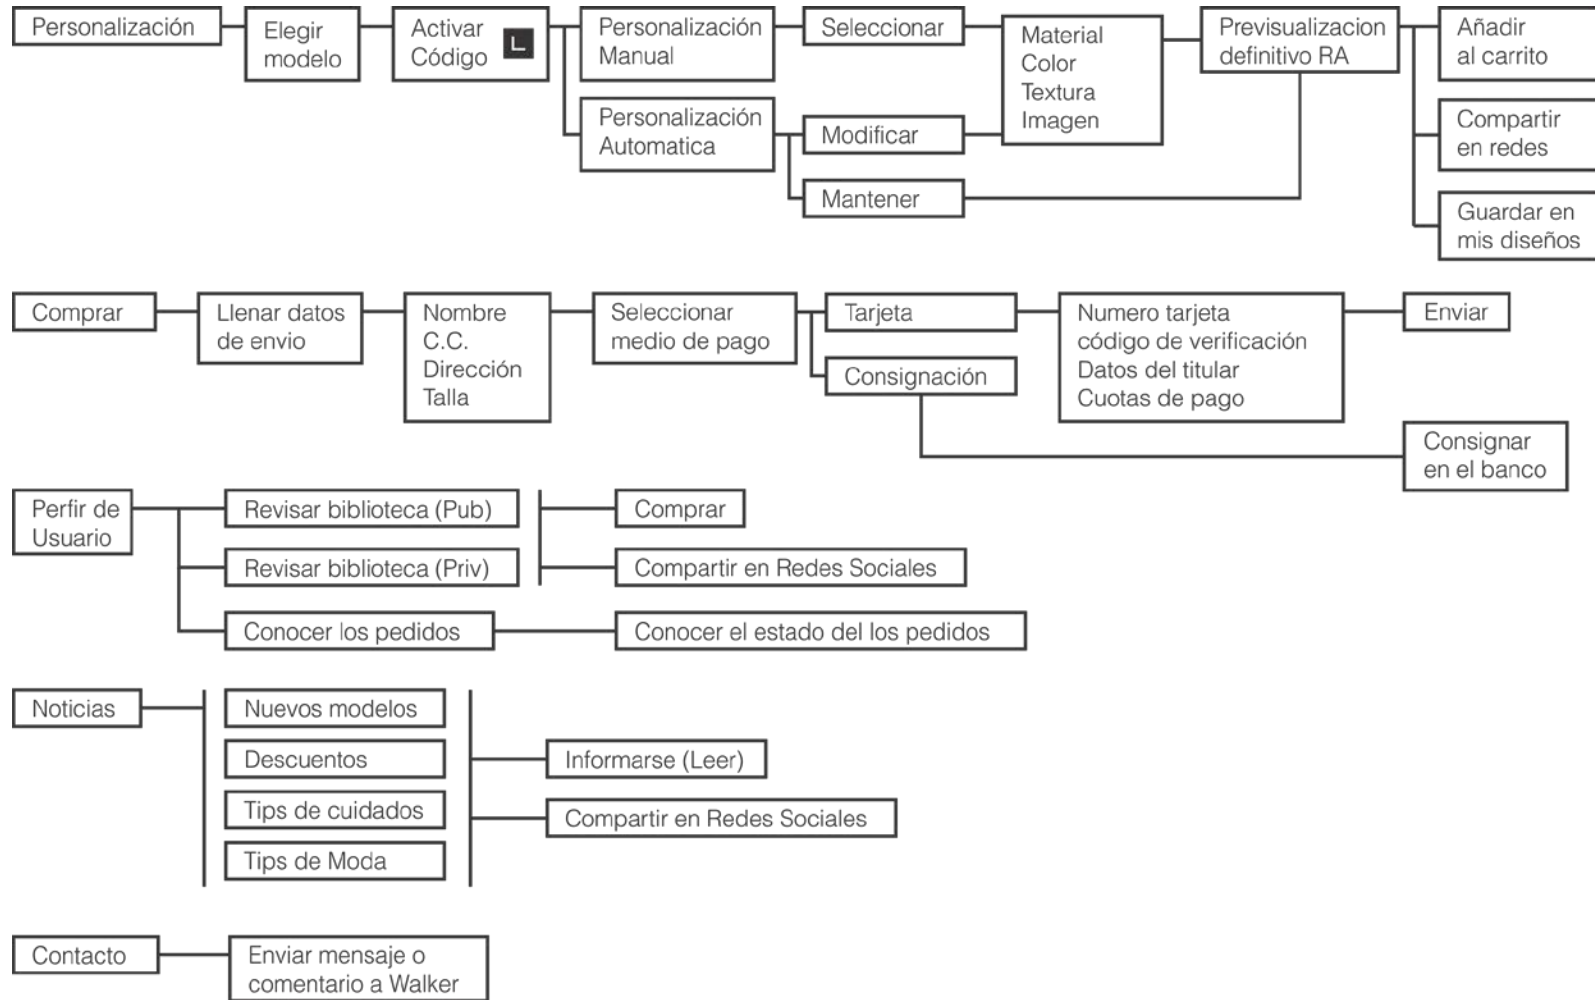 Personalización
Elegir
modelo
Activar
Código
Personalización
Manual
Seleccionar
Material
Color
Textura
Imagen
Previsualizacion
definitivo RA
Añadir
al carrito
Personalización
Automatica
Modificar
Mantener
Compartir
en redes
Guardar en
mis diseños
Comprar
Llenar datos
de envio
Nombre
C.C.
Dirección
Talla
Seleccionar
medio de pago
Tarjeta
Consignación
Numero tarjeta
código de verificación
Datos del titular
Cuotas de pago
Enviar
Consignar
en el banco
Perfir de
Usuario
Revisar biblioteca (Pub)
Revisar biblioteca (Priv)
Conocer los pedidos
Comprar
Compartir en Redes Sociales
Conocer el estado del los pedidos
Noticias
Nuevos modelos
Descuentos
Tips de cuidados
Tips de Moda
Informarse (Leer)
Compartir en Redes Sociales
Contacto
Enviar mensaje o
comentario a Walker